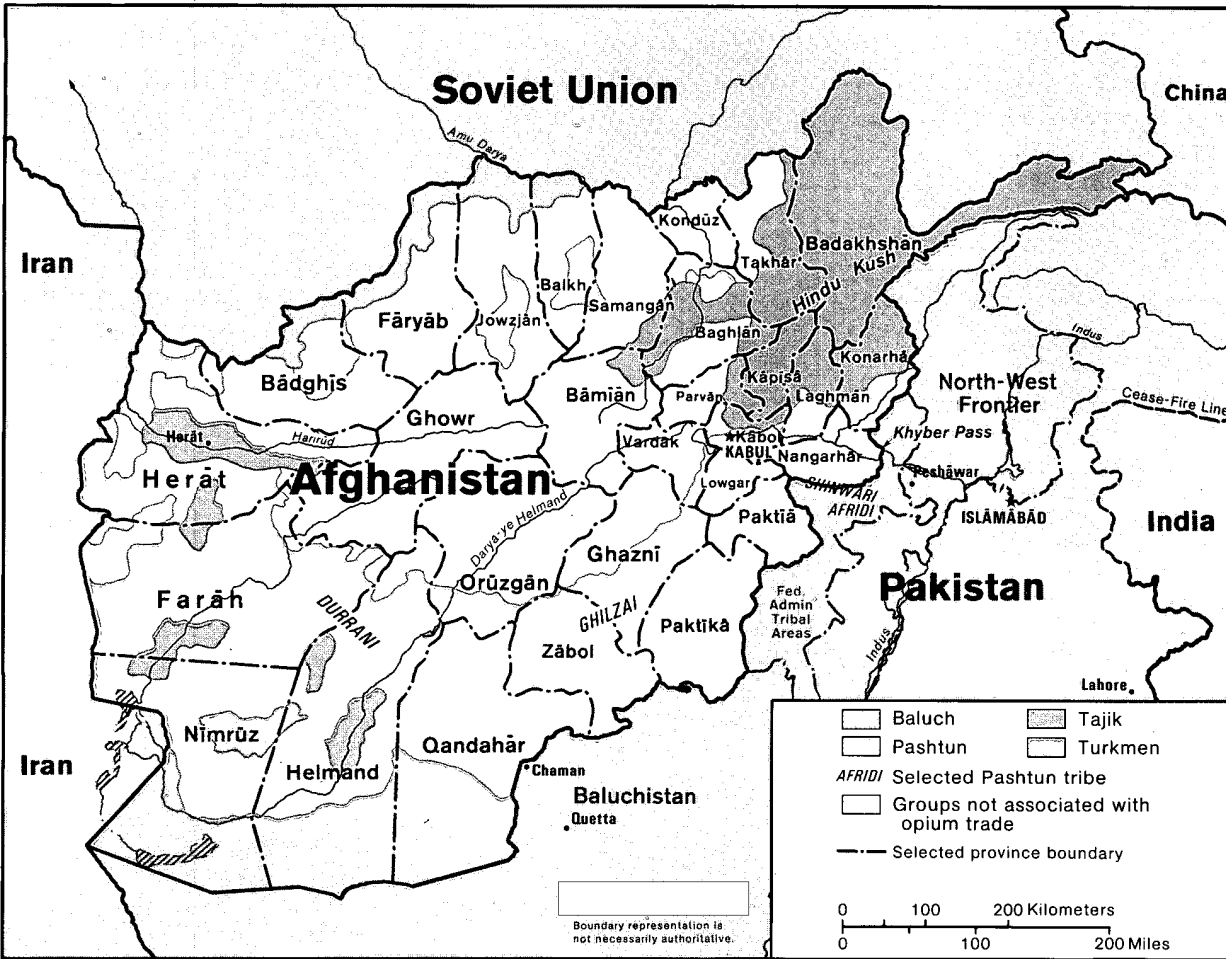 Soviet Union
China
Amu Darya
Iran
Kondūz
Badakhshān
Takhār
Hindu Kush
Balkh
Samangān
Fāryāb
Jowzjān
Baghlān
Indus
Konarhā
Bādghīs
Kāpīsā
North-West
Frontier
Bāmīān
Parvān
Laghmān
Cease-Fire Line
Ghowr
Khyber Pass
Herāt
Harīrūd
Vardak
Kābol
KABUL
Nangarhār
Peshāwar
Herāt
Afghanistan
Lowgar
SHINWARI
AFRIDI
ISLĀMĀBĀD
India
Paktīā
Darya-ye Helmand
Ghaznī
Orūzgān
Pakistan
Farāh
DURRANI
GHILZAI
Fed.
Admin
Tribal
Areas
Paktīkā
Zābol
Indus
Lahore
Nīmrūz
Iran
Helmand
Qandahār
Chaman
Baluchistan
Quetta
Baluch
Tajik
Pashtun
Turkmen
AFRIDI Selected Pashtun tribe
Groups not associated with
opium trade
Selected province boundary
0 100 200 Kilometers
0 100 200 Miles
Boundary representation is
not necessarily authoritative.